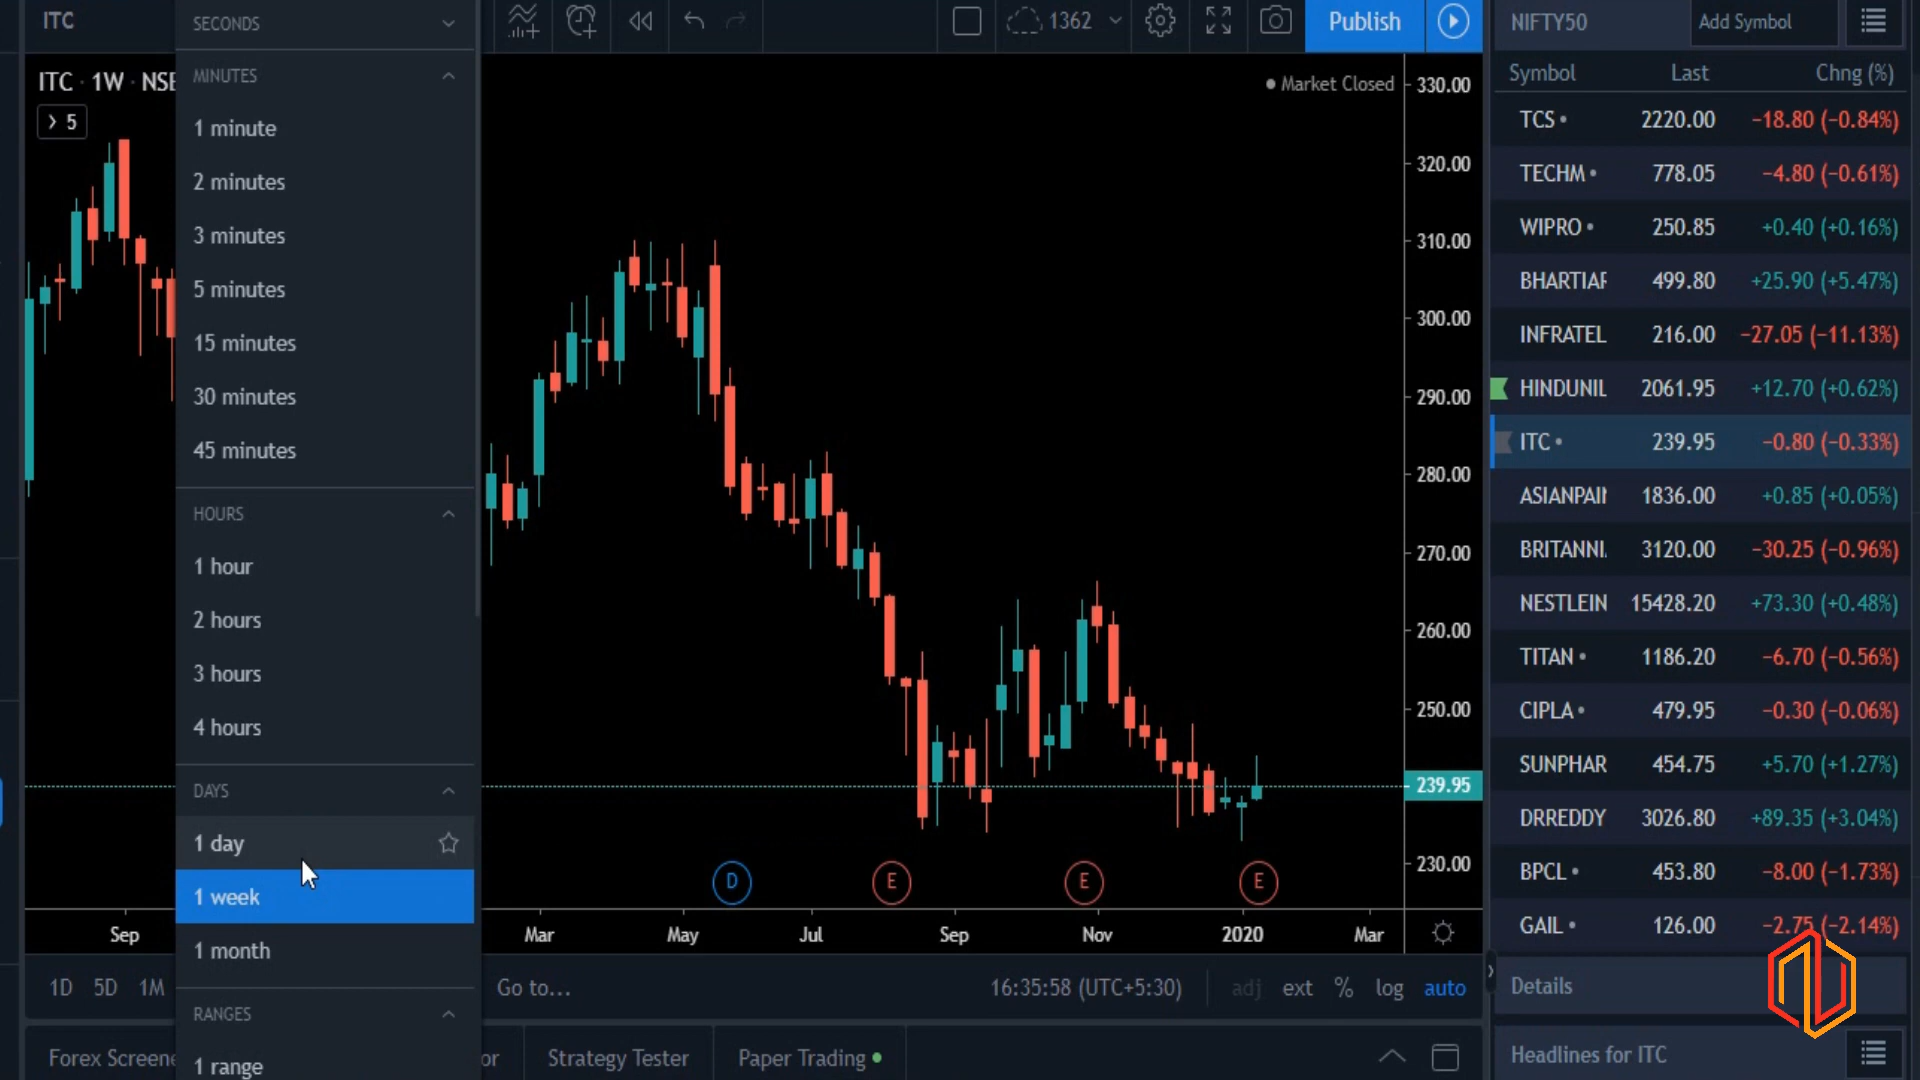 ITC
SECONDS
1362
Publish
NIFTY50
Add Symbol
ITC · 1W · NSE
5
MINUTES
1 minute
2 minutes
3 minutes
5 minutes
15 minutes
30 minutes
45 minutes
HOURS
1 hour
2 hours
3 hours
4 hours
DAYS
1 day
1 week
1 month
RANGES
1 range
Market Closed
330.00
320.00
310.00
300.00
290.00
280.00
270.00
260.00
250.00
239.95
230.00
D
E
E
E
Sep
Mar
May
Jul
Sep
Nov
2020
Mar
1D 5D 1M
Go to...
16:35:58 (UTC+5:30)
adj ext % log auto
Forex Screene
or
Strategy Tester
Paper Trading
Symbol Last Chng (%)
TCS 2220.00 −18.80 (−0.84%)
TECHM 778.05 −4.80 (−0.61%)
WIPRO 250.85 +0.40 (+0.16%)
BHARTIAR 499.80 +25.90 (+5.47%)
INFRATEL 216.00 −27.05 (−11.13%)
HINDUNIL 2061.95 +12.70 (+0.62%)
ITC 239.95 −0.80 (−0.33%)
ASIANPAIN 1836.00 +0.85 (+0.05%)
BRITANNI 3120.00 −30.25 (−0.96%)
NESTLEIN 15428.20 +73.30 (+0.48%)
TITAN 1186.20 −6.70 (−0.56%)
CIPLA 479.95 −0.30 (−0.06%)
SUNPHAR 454.75 +5.70 (+1.27%)
DRREDDY 3026.80 +89.35 (+3.04%)
BPCL 453.80 −8.00 (−1.73%)
GAIL 126.00 −2.75 (−2.14%)
Details
Headlines for ITC